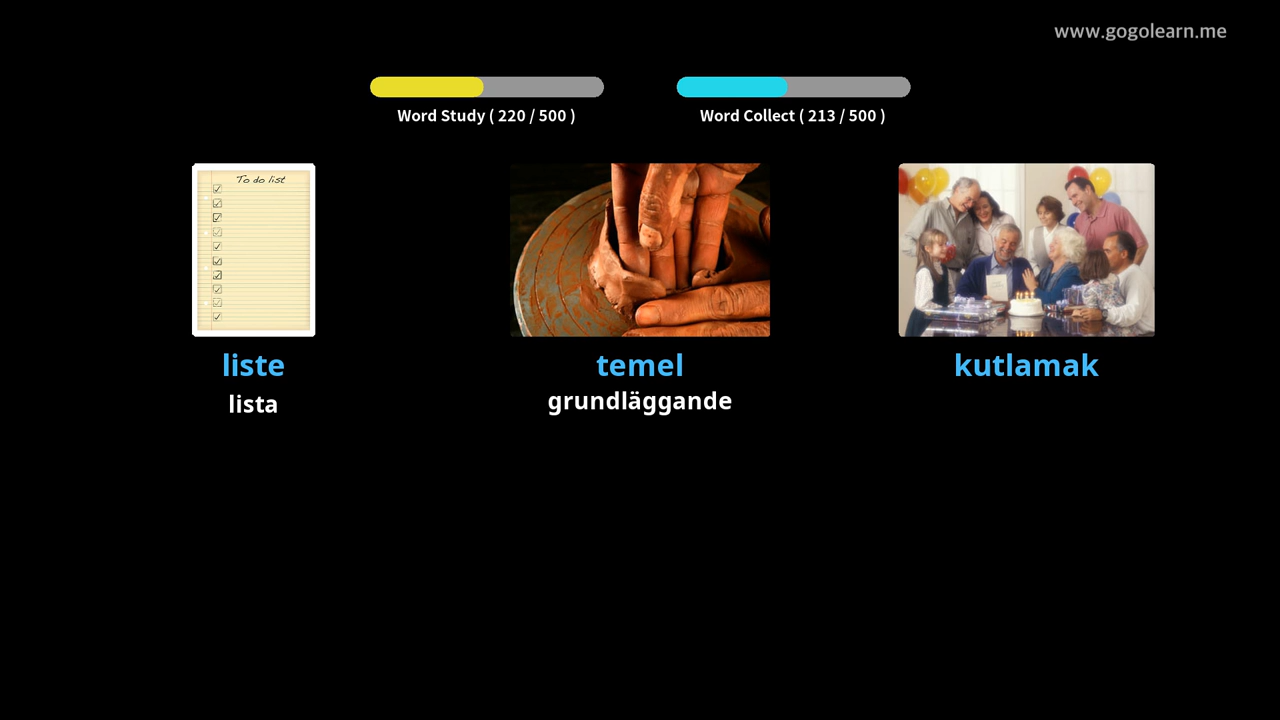 www.gogolearn.me
Word Study ( 220 / 500 )
Word Collect ( 213 / 500 )
To do list
liste
lista
temel
grundläggande
kutlamak